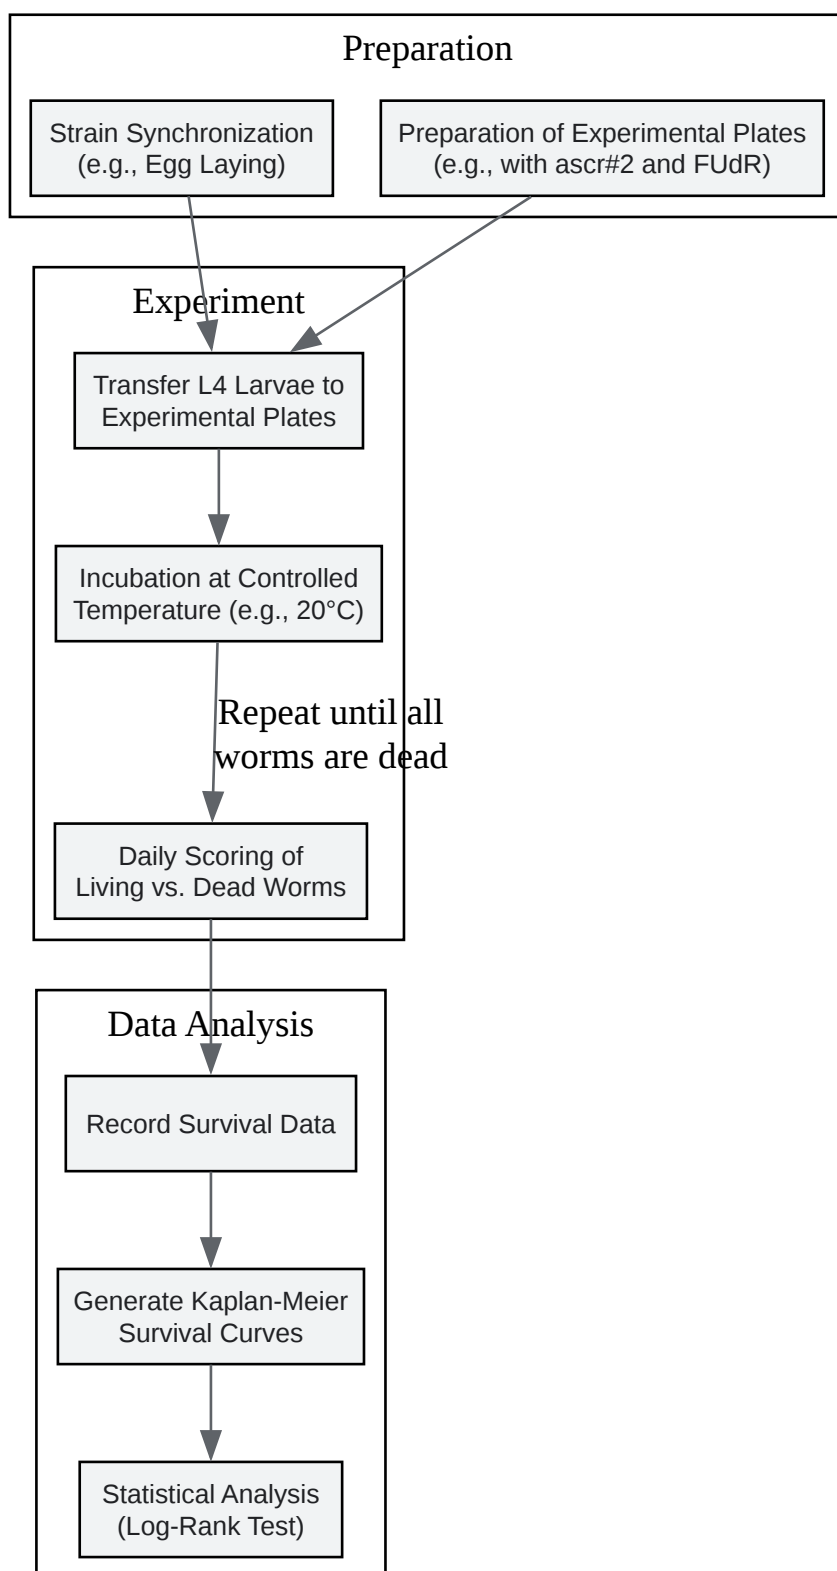 Preparation
Strain Synchronization
(e.g., Egg Laying)
Preparation of Experimental Plates
(e.g., with ascr#2 and FUdR)
Experiment
Transfer L4 Larvae to
Experimental Plates
Incubation at Controlled
Temperature (e.g., 20°C)
Repeat until all
worms are dead
Daily Scoring of
Living vs. Dead Worms
Data Analysis
Record Survival Data
Generate Kaplan-Meier
Survival Curves
Statistical Analysis
(Log-Rank Test)